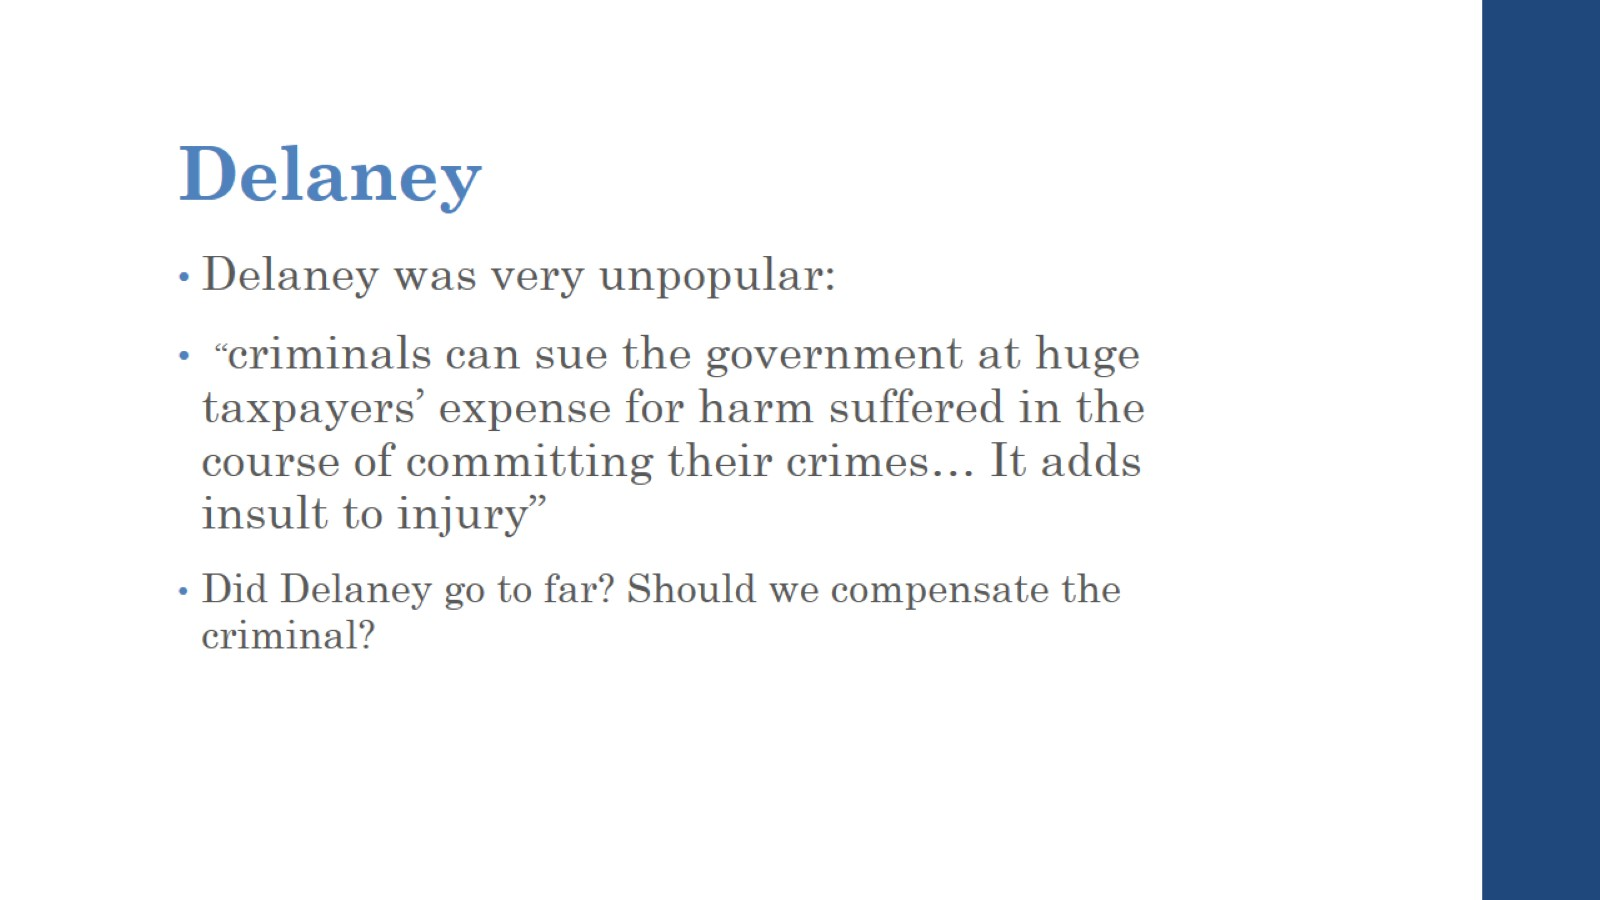 Delaney
• Delaney was very unpopular:
• “criminals can sue the government at huge
taxpayers’ expense for harm suffered in the
course of committing their crimes… It adds
insult to injury”
• Did Delaney go to far? Should we compensate the
criminal?